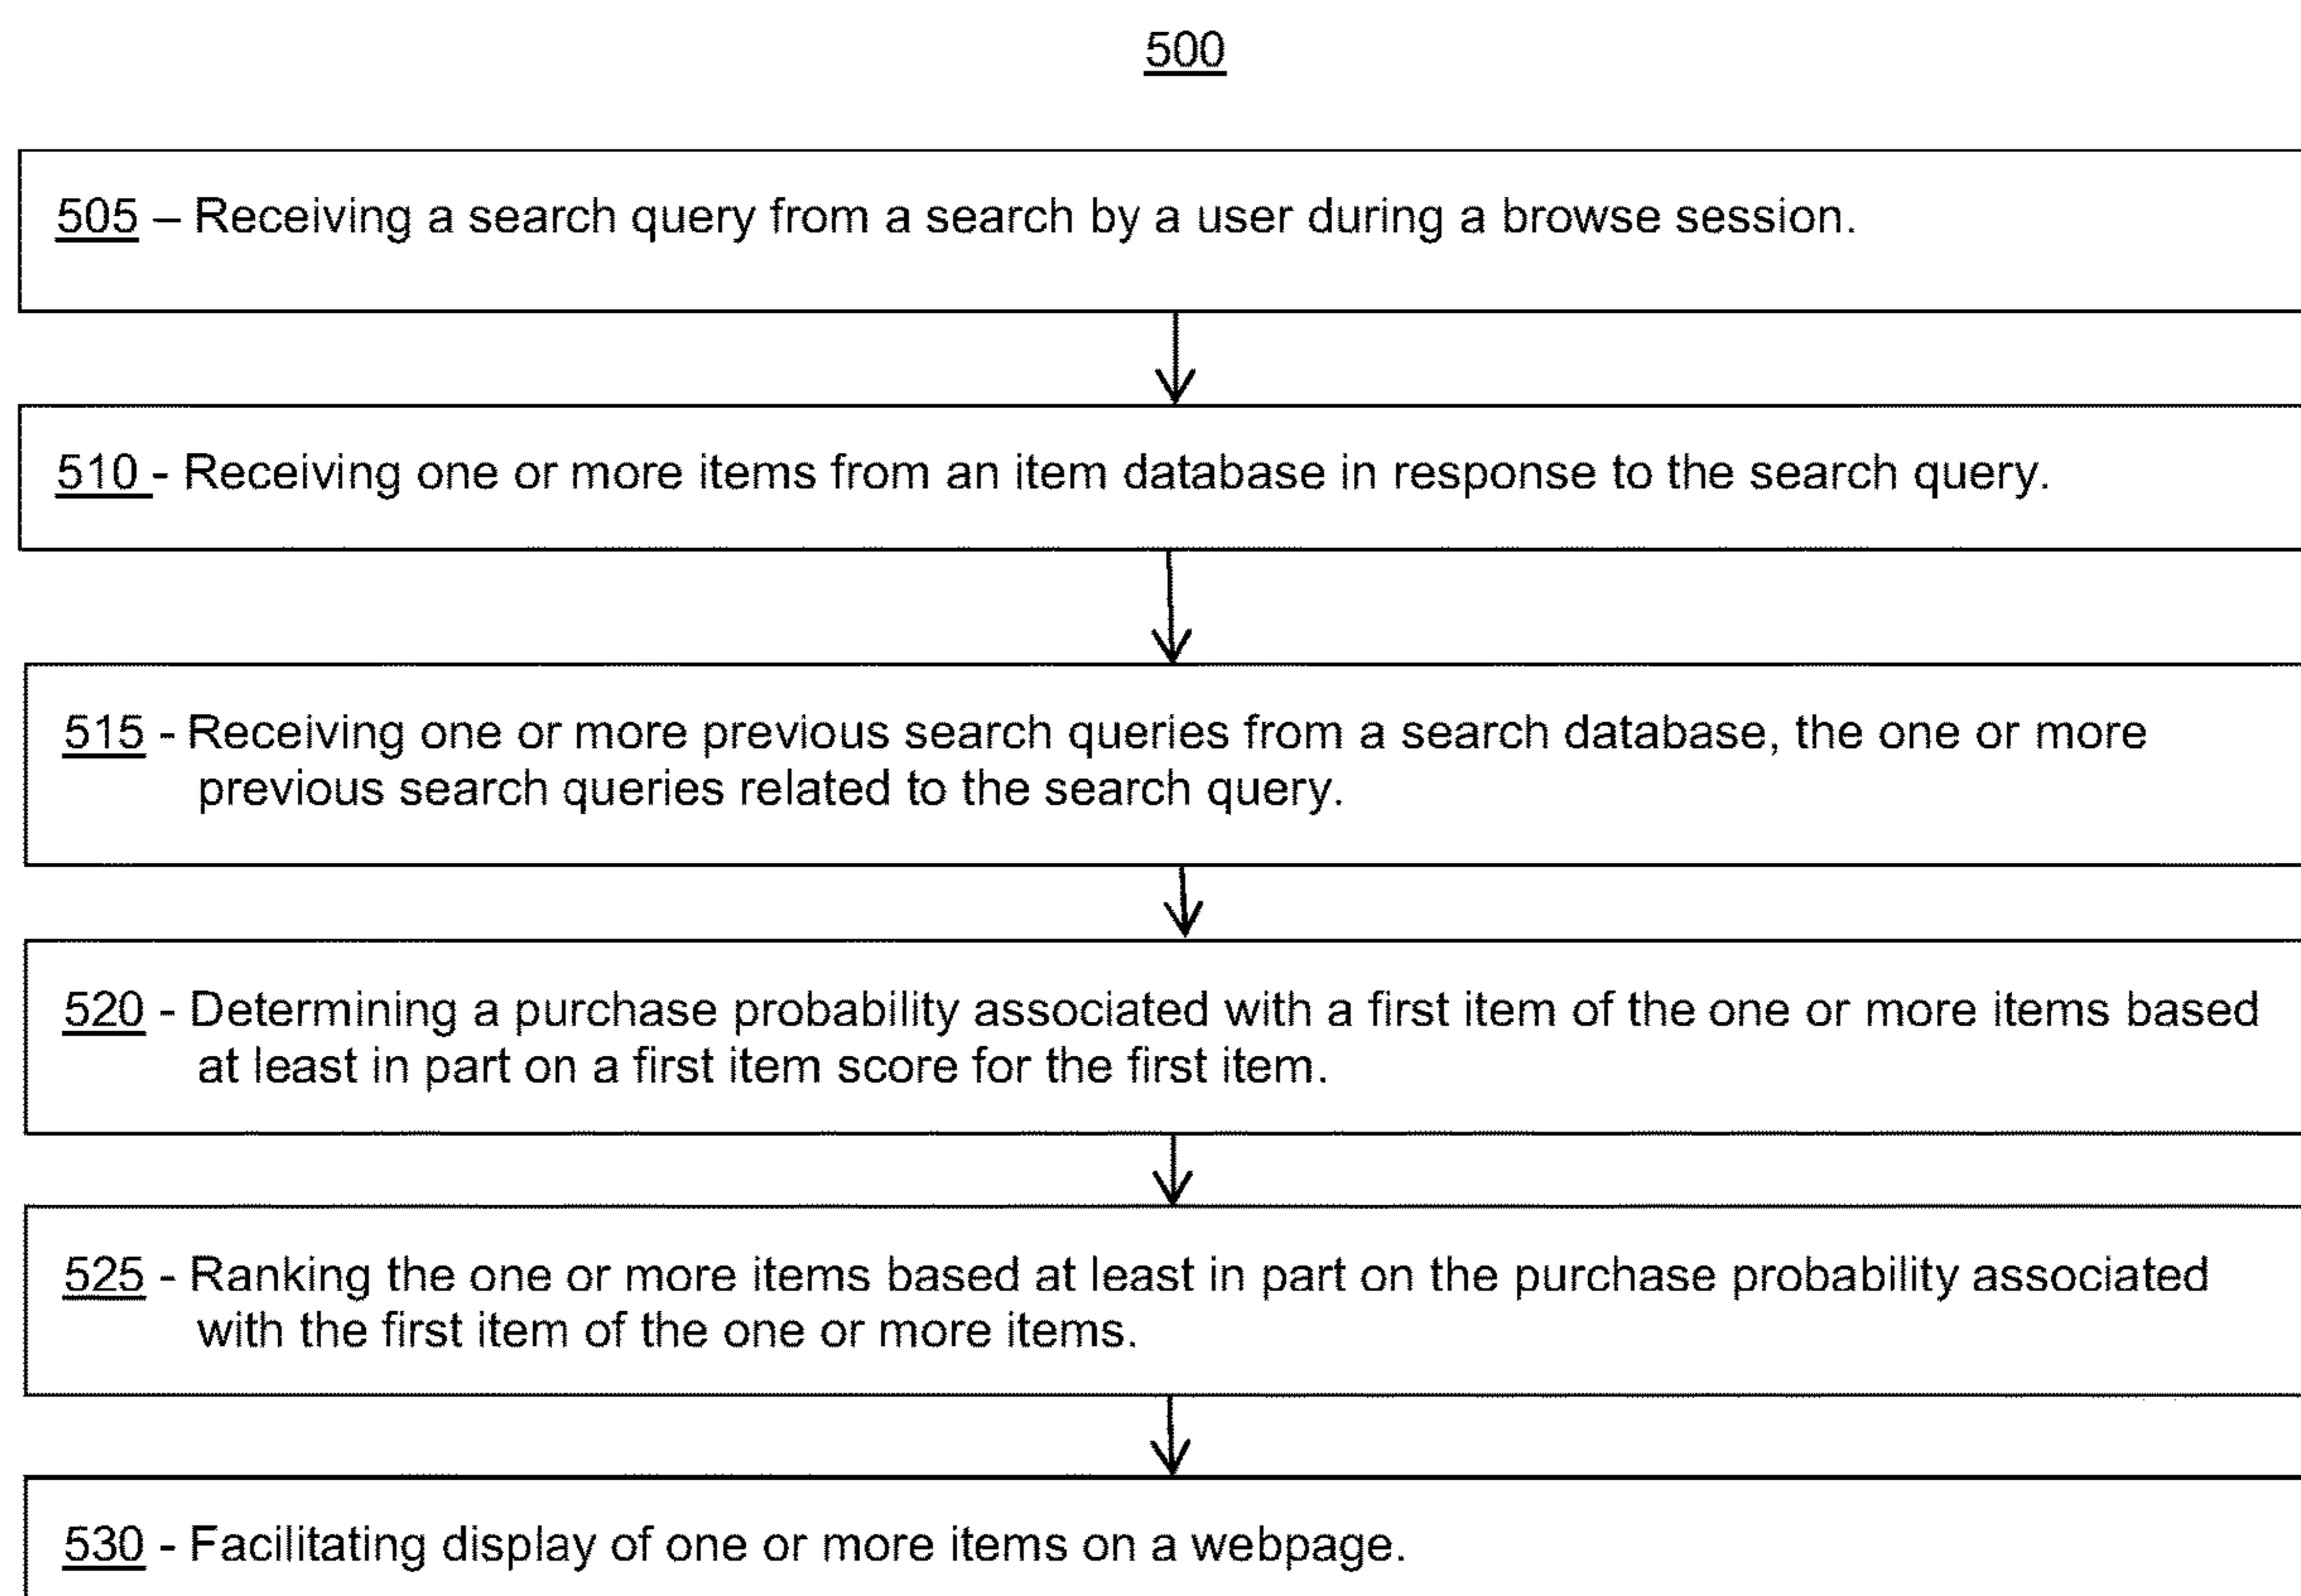 500
505 – Receiving a search query from a search by a user during a browse session.
510 - Receiving one or more items from an item database in response to the search query.
515 - Receiving one or more previous search queries from a search database, the one or more
previous search queries related to the search query.
520 - Determining a purchase probability associated with a first item of the one or more items based
at least in part on a first item score for the first item.
525 - Ranking the one or more items based at least in part on the purchase probability associated
with the first item of the one or more items.
530 - Facilitating display of one or more items on a webpage.